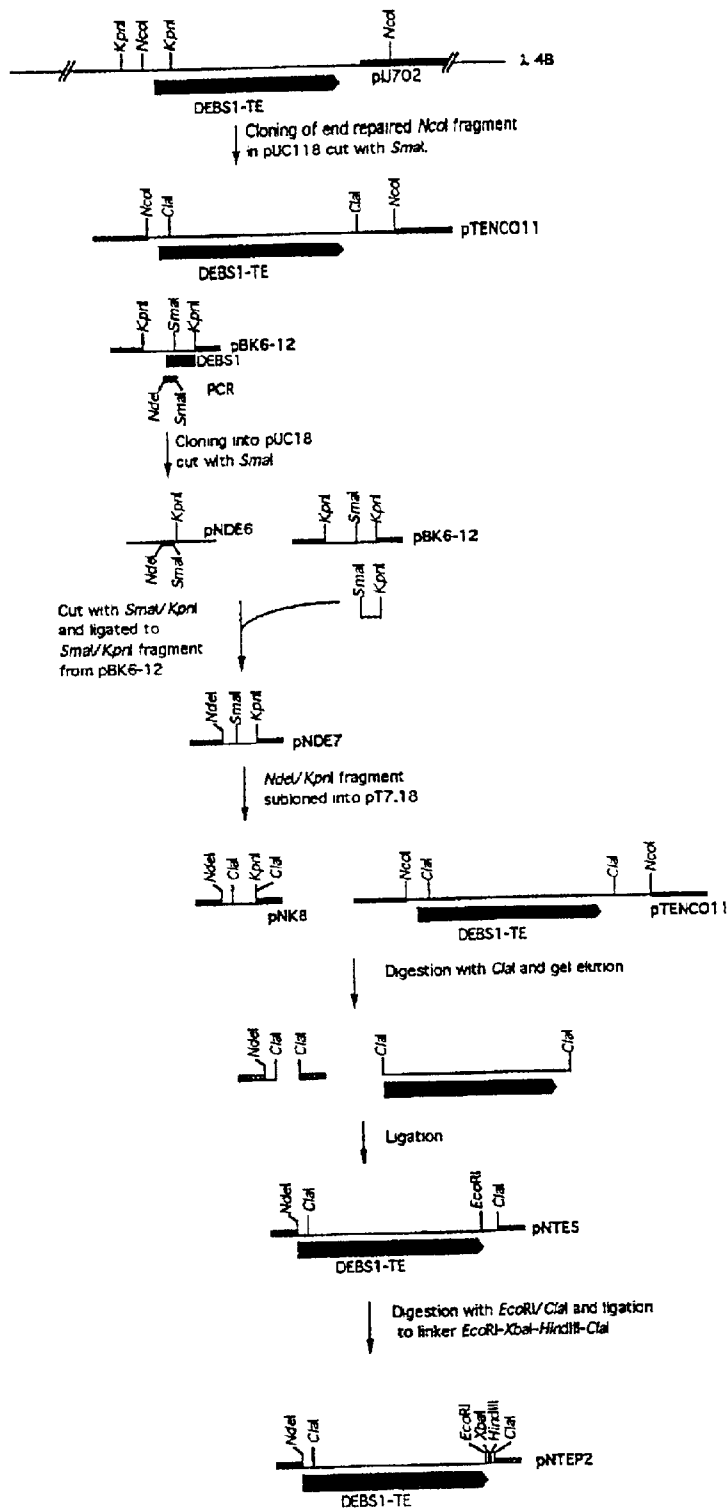 KpnI NcoI KpnI NcoI
pIJ702 1, 4B
DEBS1-TE
Cloning of end repaired NcoI fragment
in pUC118 cut with SmaI.
NcoI ClaI ClaI NcoI
pTENCO11
DEBS1-TE
KpnI SmaI KpnI
pBK6-12
DEBS1
PCR
NdeI SmaI
Cloning into pUC18
cut with SmaI
KpnI
pNDE6
NdeI SmaI
KpnI SmaI KpnI
pBK6-12
SmaI KpnI
Cut with SmaI/KpnI
and ligated to
SmaI/KpnI fragment
from pBK6-12
NdeI SmaI KpnI
pNDE7
NdeI/KpnI fragment
subloned into pT7.18
NdeI ClaI KpnI ClaI
pNK8
NcoI ClaI ClaI NcoI
pTENCO11
DEBS1-TE
Digestion with ClaI and gel elution
NdeI ClaI ClaI ClaI ClaI
Ligation
NdeI ClaI EcoRI ClaI
pNTE5
DEBS1-TE
Digestion with EcoRI/ClaI and ligation
to linker EcoRI-XbaI-HindIII-ClaI
NdeI ClaI EcoRI XbaI HindIII ClaI
pNTEP2
DEBS1-TE